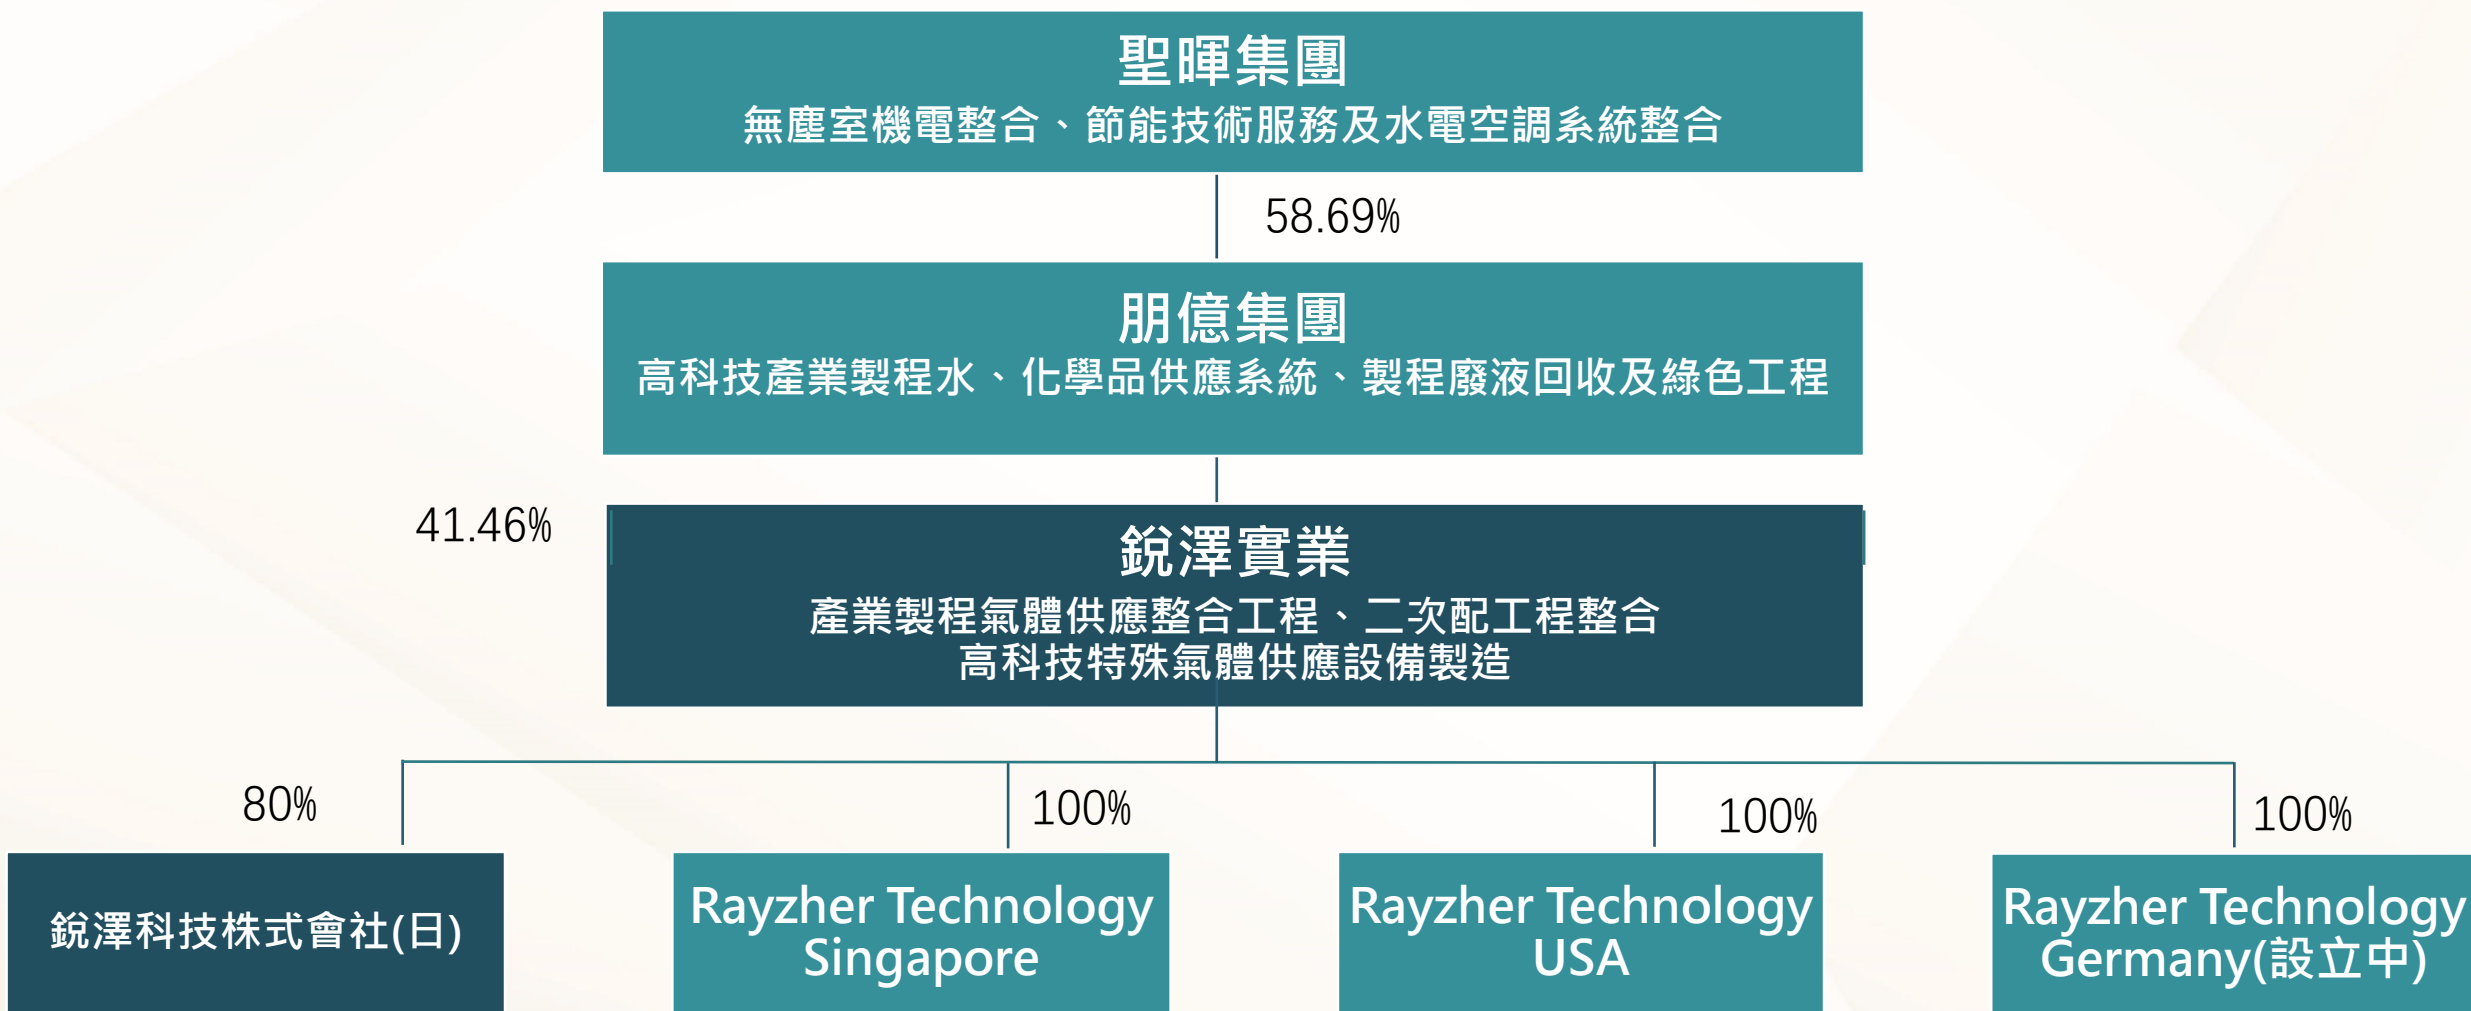 聖暉集團
無塵室機電整合、節能技術服務及水電空調系統整合
58.69%
朋億集團
高科技產業製程水、化學品供應系統、製程廢液回收及綠色工程
41.46%
銳澤實業
產業製程氣體供應整合工程、二次配工程整合
高科技特殊氣體供應設備製造
80%
100%
100%
100%
銳澤科技株式會社(日)
Rayzher Technology
Singapore
Rayzher Technology
USA
Rayzher Technology
Germany(設立中)